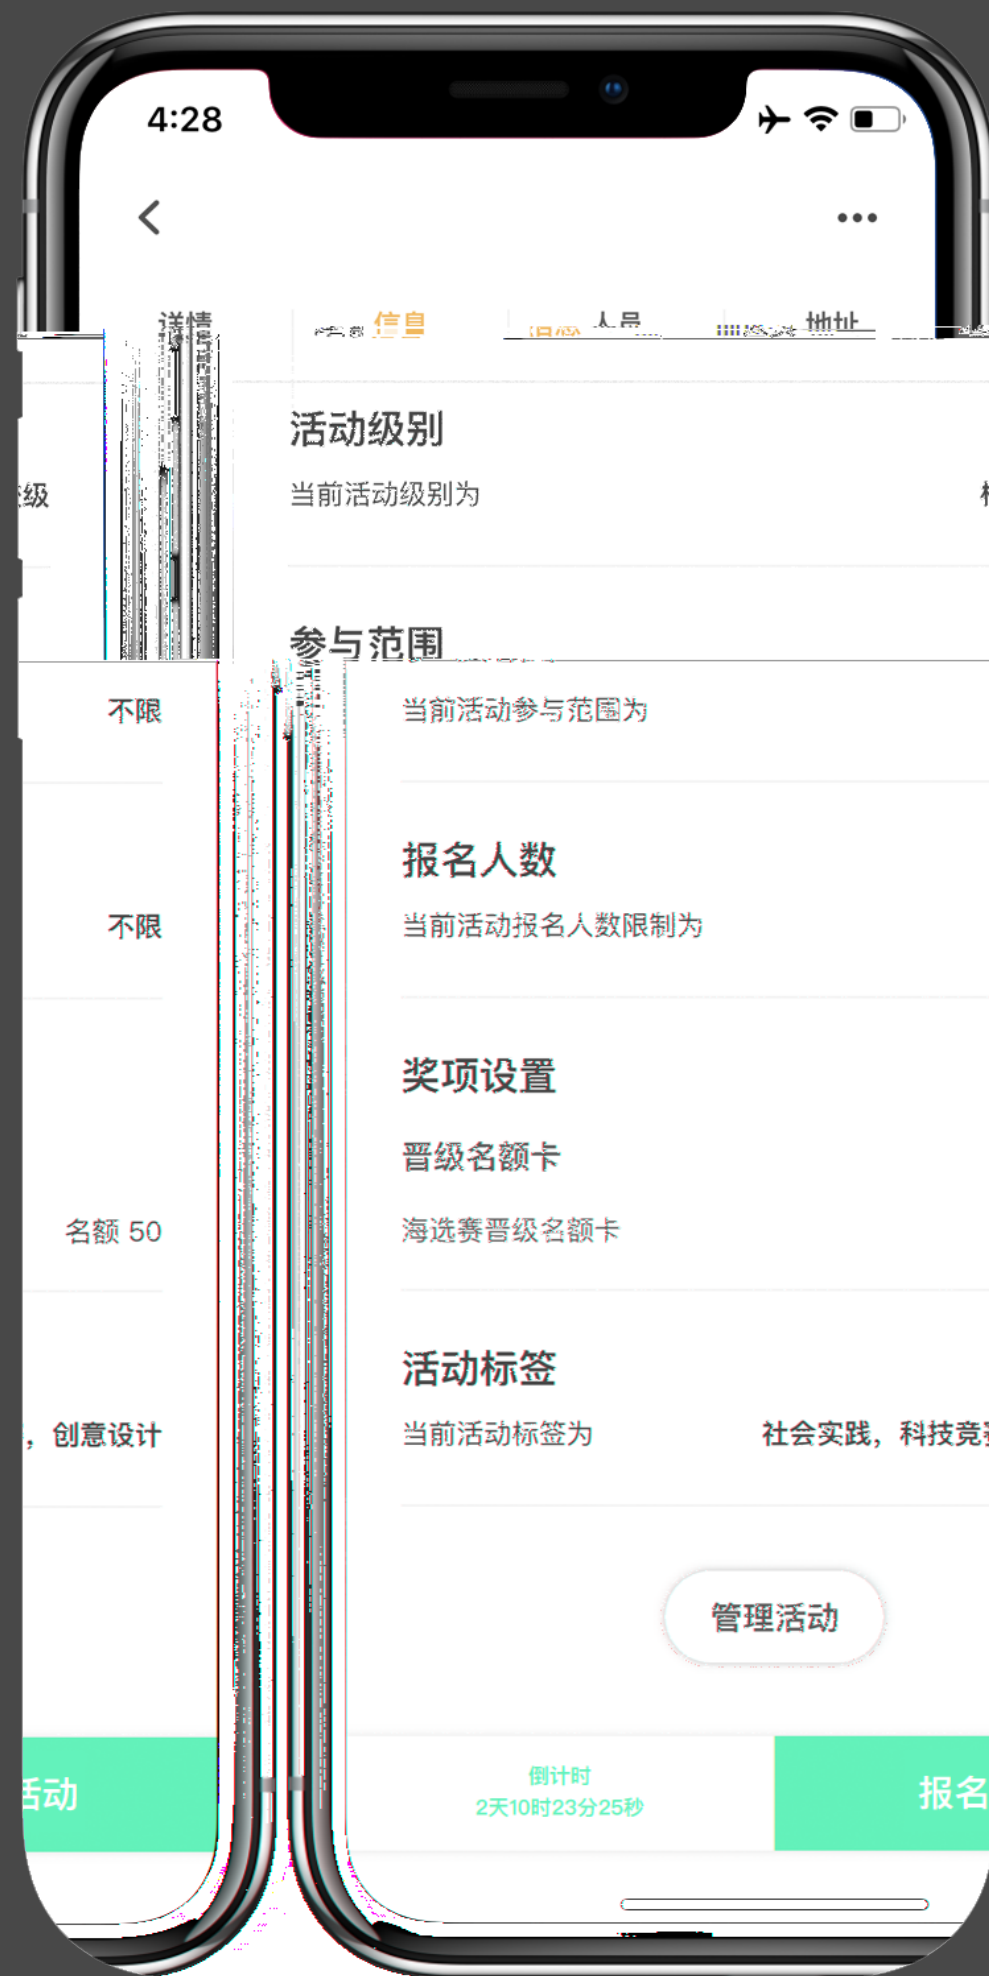 4:28
详情 信息 人员 地址
活动级别
当前活动级别为
级
参与范围
当前活动参与范围为
不限
报名人数
当前活动报名人数限制为
不限
奖项设置
晋级名额卡
海选赛晋级名额卡
名额 50
活动标签
当前活动标签为 社会实践，科技竞赛
，创意设计
管理活动
倒计时
2天10时23分25秒
报名
活动